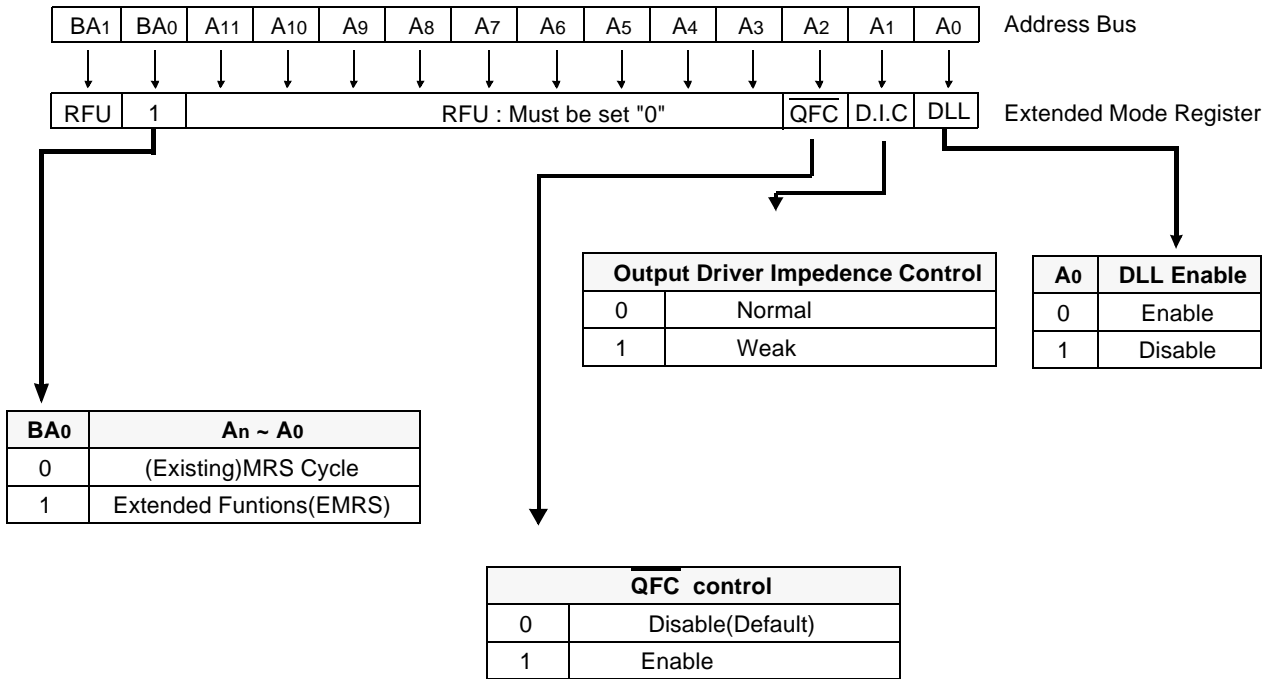 BA1 BA0 A11 A10 A9 A8 A7 A6 A5 A4 A3 A2 A1 A0 Address Bus
RFU 1 RFU : Must be set "0" QFC D.I.C DLL Extended Mode Register
Output Driver Impedence Control
0 Normal
1 Weak
A0 DLL Enable
0 Enable
1 Disable
BA0 An ~ A0
0 (Existing)MRS Cycle
1 Extended Funtions(EMRS)
QFC control
0 Disable(Default)
1 Enable